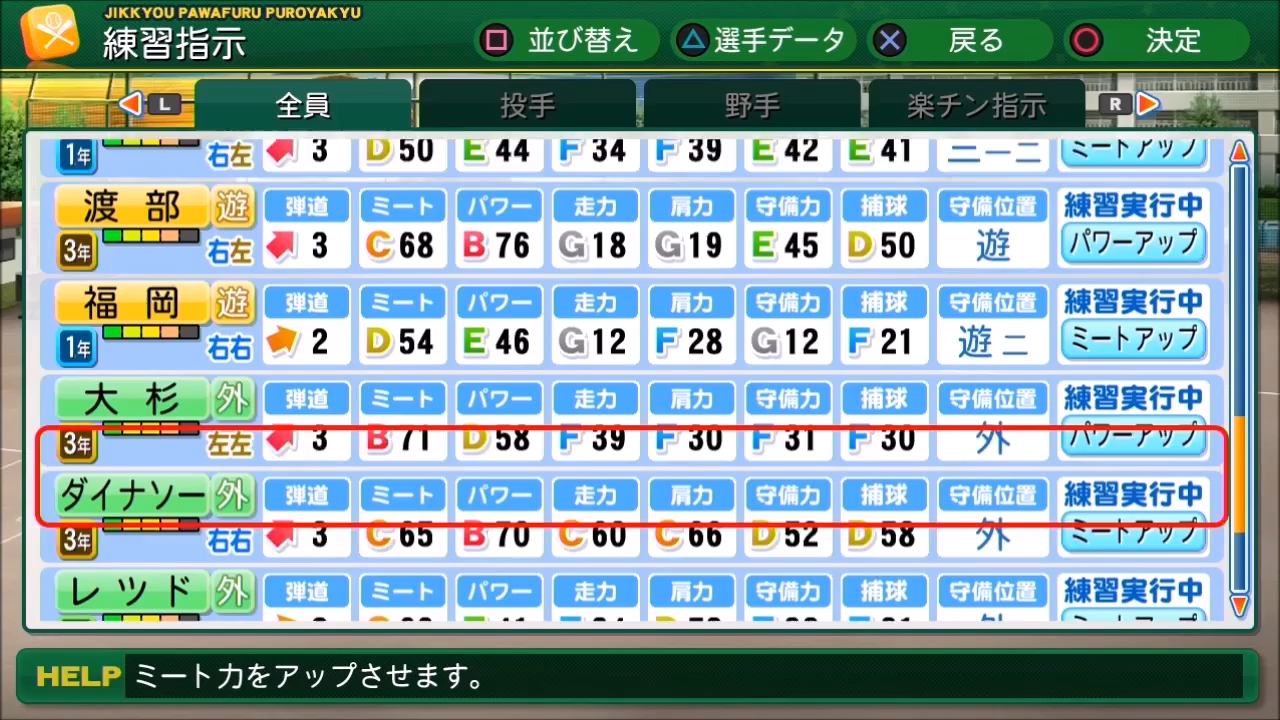 JIKKYOU PAWAFURU PUROYAKYU
練習指示
並び替え 選手データ 戻る 決定
L 全員 投手 野手 楽チン指示 R
1年 右左 3 D 50 E 44 F 34 F 39 E 42 E 41 三一二 ミートアップ
渡部 遊 弾道 ミート パワー 走力 肩力 守備力 捕球 守備位置 練習実行中
3年 右左 3 C 68 B 76 G 18 G 19 E 45 D 50 遊 パワーアップ
福岡 遊 弾道 ミート パワー 走力 肩力 守備力 捕球 守備位置 練習実行中
1年 右右 2 D 54 E 46 G 12 F 28 G 12 F 21 遊二 ミートアップ
大杉 外 弾道 ミート パワー 走力 肩力 守備力 捕球 守備位置 練習実行中
3年 左左 3 B 71 D 58 F 39 F 30 F 31 F 30 外 パワーアップ
ダイナソー 外 弾道 ミート パワー 走力 肩力 守備力 捕球 守備位置 練習実行中
3年 右右 3 C 65 B 70 C 60 C 66 D 52 D 58 外 ミートアップ
レツド 外 弾道 ミート パワー 走力 肩力 守備力 捕球 守備位置 練習実行中
HELP ミート力をアップさせます。